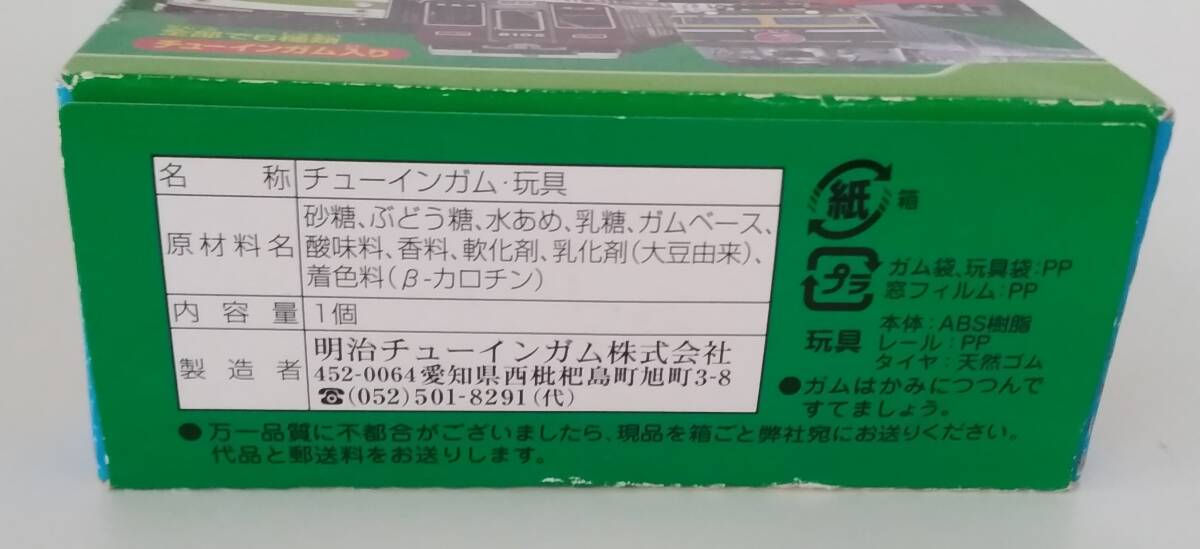 8102
全部で6種類
チューインガム入り
名称 チューインガム・玩具
原材料名 砂糖、ぶどう糖、水あめ、乳糖、ガムベース、
酸味料、香料、軟化剤、乳化剤(大豆由来)、
着色料(β-カロチン)
内容量 1個
製造者 明治チューインガム株式会社
452-0064愛知県西枇杷島町旭町3-8
☎(052)501-8291(代)
紙 箱
プラ ガム袋、玩具袋:PP
窓フィルム:PP
玩具 本体:ABS樹脂
レール:PP
タイヤ:天然ゴム
●ガムはかみにつつんで
すてましょう。
●万一品質に不都合がございましたら、現品を箱ごと弊社宛にお送りください。
代品と郵送料をお送りします。